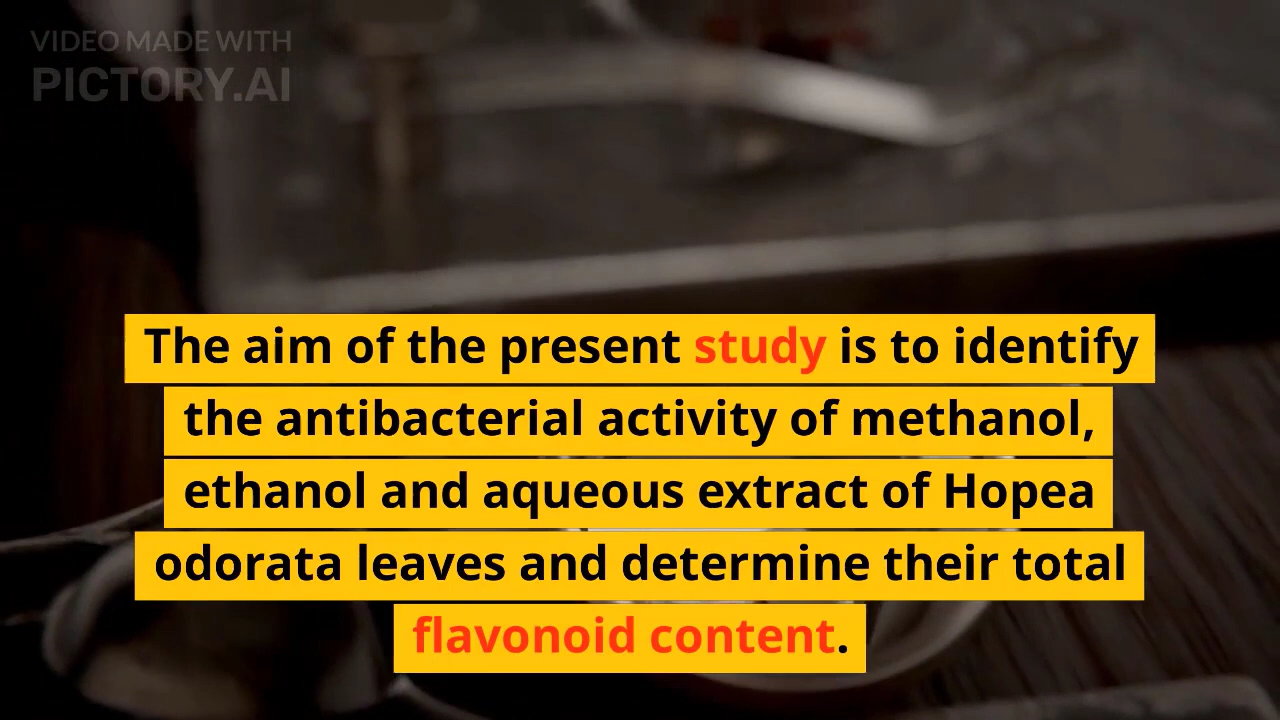 VIDEO MADE WITH
PICTORY.AI
The aim of the present study is to identify
the antibacterial activity of methanol,
ethanol and aqueous extract of Hopea
odorata leaves and determine their total
flavonoid content.